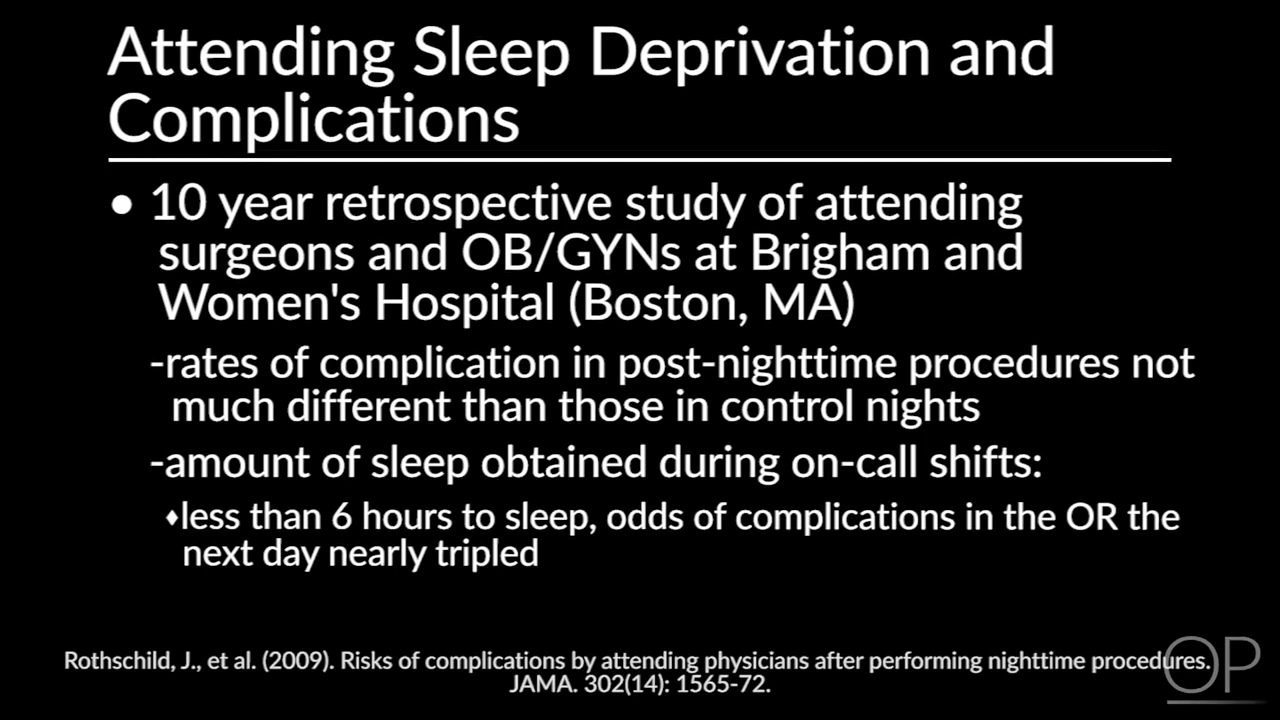 Attending Sleep Deprivation and
Complications
• 10 year retrospective study of attending
surgeons and OB/GYNs at Brigham and
Women's Hospital (Boston, MA)
-rates of complication in post-nighttime procedures not
much different than those in control nights
-amount of sleep obtained during on-call shifts:
♦less than 6 hours to sleep, odds of complications in the OR the
next day nearly tripled
Rothschild, J., et al. (2009). Risks of complications by attending physicians after performing nighttime procedures.
JAMA. 302(14): 1565-72.
OP